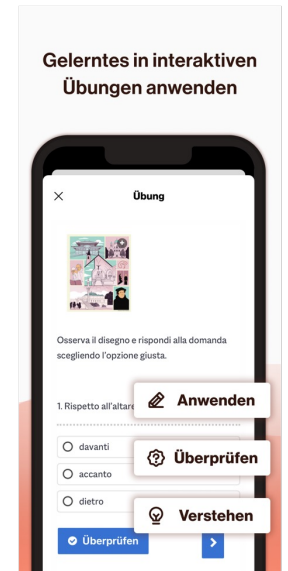 Gelerntes in interaktiven
Übungen anwenden
Übung
Osserva il disegno e rispondi alla domanda
scegliendo l'opzione giusta.
1. Rispetto all'altare
Anwenden
davanti
Überprüfen
accanto
dietro
Verstehen
Überprüfen